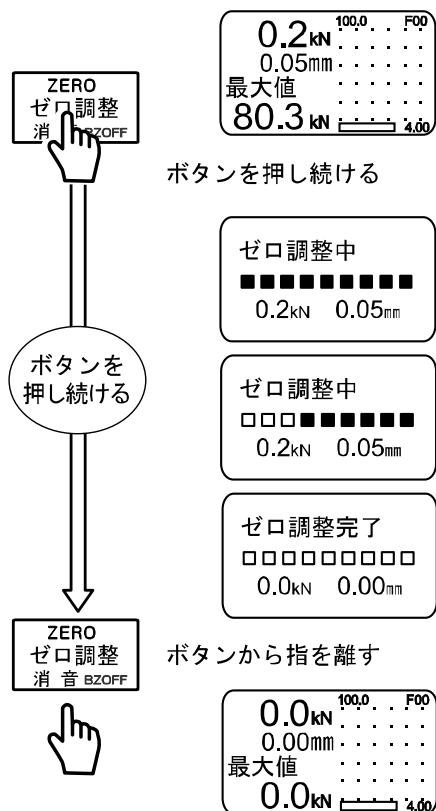 ZERO
ゼロ調整
消 BZOFF
0.2kN
0.05mm
最大値
80.3 kN
100.0 F00
4.00
ボタンを押し続ける
ゼロ調整中
0.2kN 0.05mm
ボタンを
押し続ける
ゼロ調整中
0.2kN 0.05mm
ゼロ調整完了
0.0kN 0.00mm
ZERO
ゼロ調整
消 音 BZOFF
ボタンから指を離す
0.0kN
0.00mm
最大値
0.0kN
100.0 F00
4.00